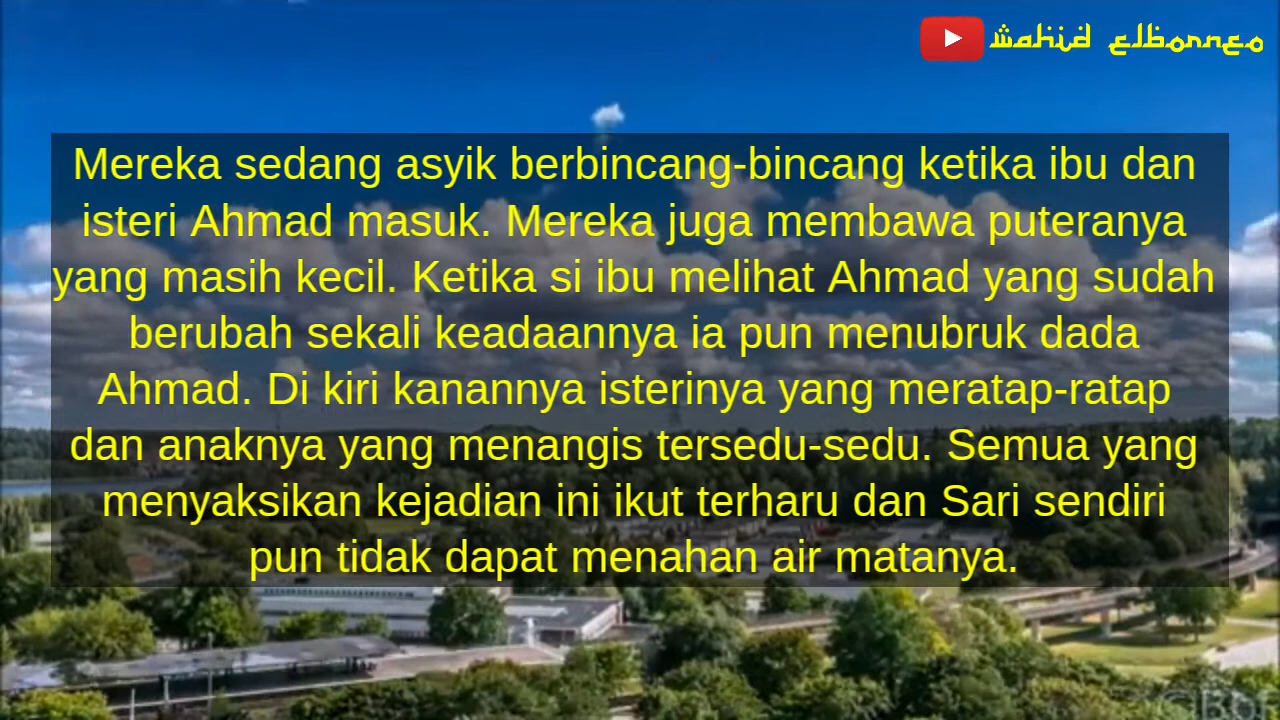 Wahid Elborneo
Mereka sedang asyik berbincang-bincang ketika ibu dan
isteri Ahmad masuk. Mereka juga membawa puteranya
yang masih kecil. Ketika si ibu melihat Ahmad yang sudah
berubah sekali keadaannya ia pun menubruk dada
Ahmad. Di kiri kanannya isterinya yang meratap-ratap
dan anaknya yang menangis tersedu-sedu. Semua yang
menyaksikan kejadian ini ikut terharu dan Sari sendiri
pun tidak dapat menahan air matanya.